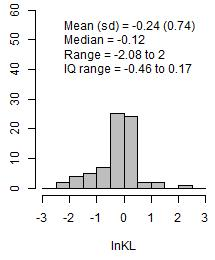 Mean (sd) = -0.24 (0.74)
Median = -0.12
Range = -2.08 to 2
IQ range = -0.46 to 0.17
60
50
40
30
20
10
0
-3 -2 -1 0 1 2 3
lnKL